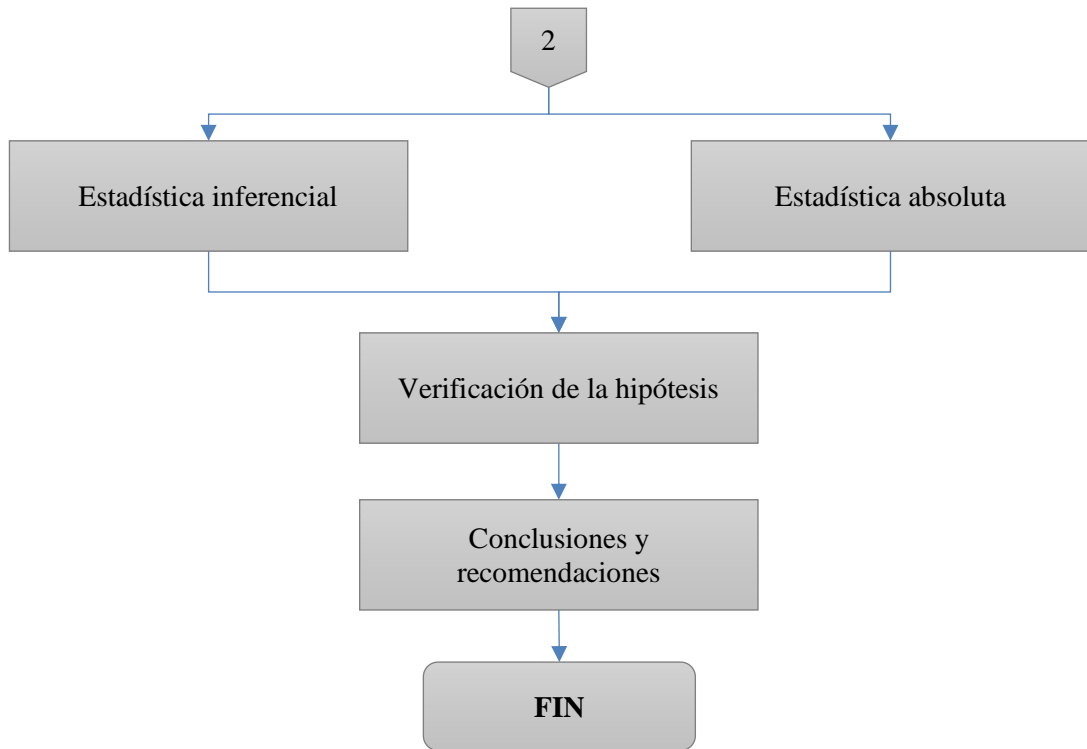 2
Estadística inferencial
Estadística absoluta
Verificación de la hipótesis
Conclusiones y
recomendaciones
FIN